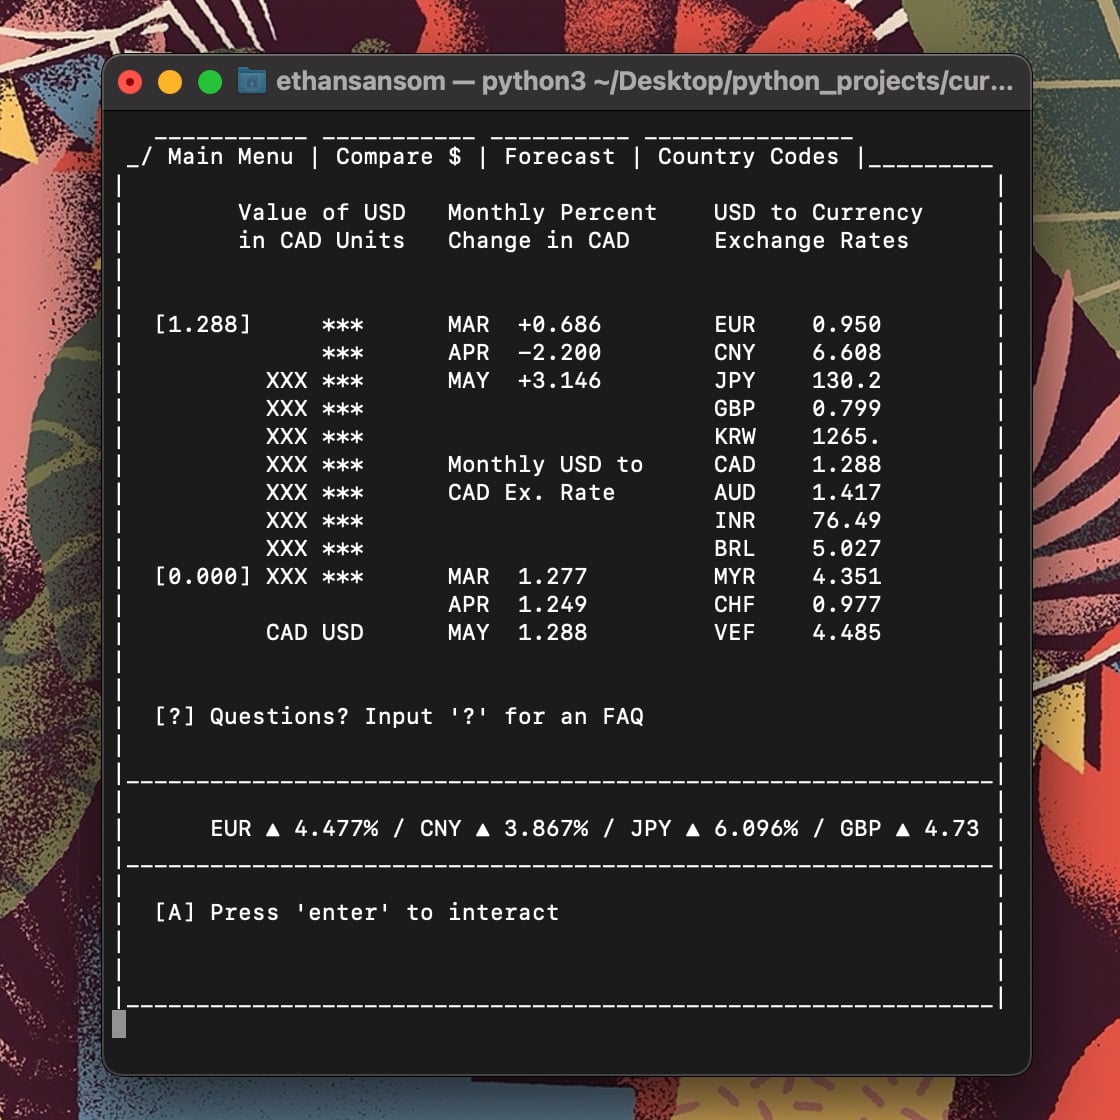 ethansansom — python3 ~/Desktop/python_projects/cur...
_/ Main Menu | Compare $ | Forecast | Country Codes |_________
Value of USD   Monthly Percent   USD to Currency
in CAD Units   Change in CAD   Exchange Rates
[1.288]   ***   MAR +0.686   EUR 0.950
***   APR −2.200   CNY 6.608
XXX ***   MAY +3.146   JPY 130.2
XXX ***   GBP 0.799
XXX ***   KRW 1265.
XXX ***   Monthly USD to   CAD 1.288
XXX ***   CAD Ex. Rate   AUD 1.417
XXX ***   INR 76.49
XXX ***   BRL 5.027
[0.000] XXX ***   MAR 1.277   MYR 4.351
APR 1.249   CHF 0.977
CAD USD   MAY 1.288   VEF 4.485
[?] Questions? Input '?' for an FAQ
EUR ▲ 4.477% / CNY ▲ 3.867% / JPY ▲ 6.096% / GBP ▲ 4.73
[A] Press 'enter' to interact